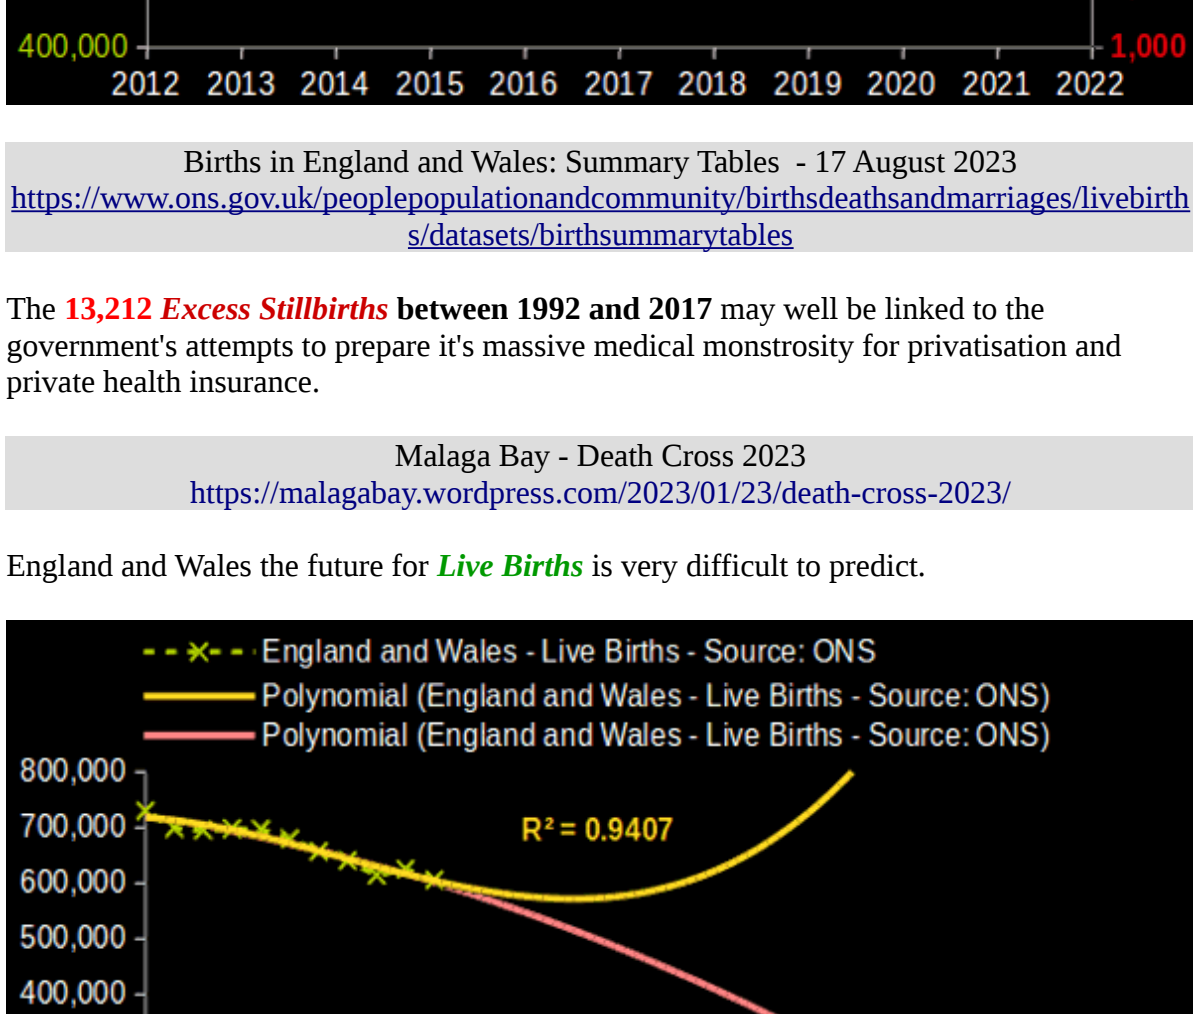 400,000 1,000
2012 2013 2014 2015 2016 2017 2018 2019 2020 2021 2022
Births in England and Wales: Summary Tables  - 17 August 2023
https://www.ons.gov.uk/peoplepopulationandcommunity/birthsdeathsandmarriages/livebirth
s/datasets/birthsummarytables
The 13,212 Excess Stillbirths between 1992 and 2017 may well be linked to the
government's attempts to prepare it's massive medical monstrosity for privatisation and
private health insurance.
Malaga Bay - Death Cross 2023
https://malagabay.wordpress.com/2023/01/23/death-cross-2023/
England and Wales the future for Live Births is very difficult to predict.
England and Wales - Live Births - Source: ONS
Polynomial (England and Wales - Live Births - Source: ONS)
Polynomial (England and Wales - Live Births - Source: ONS)
800,000
700,000
R² = 0.9407
600,000
500,000
400,000